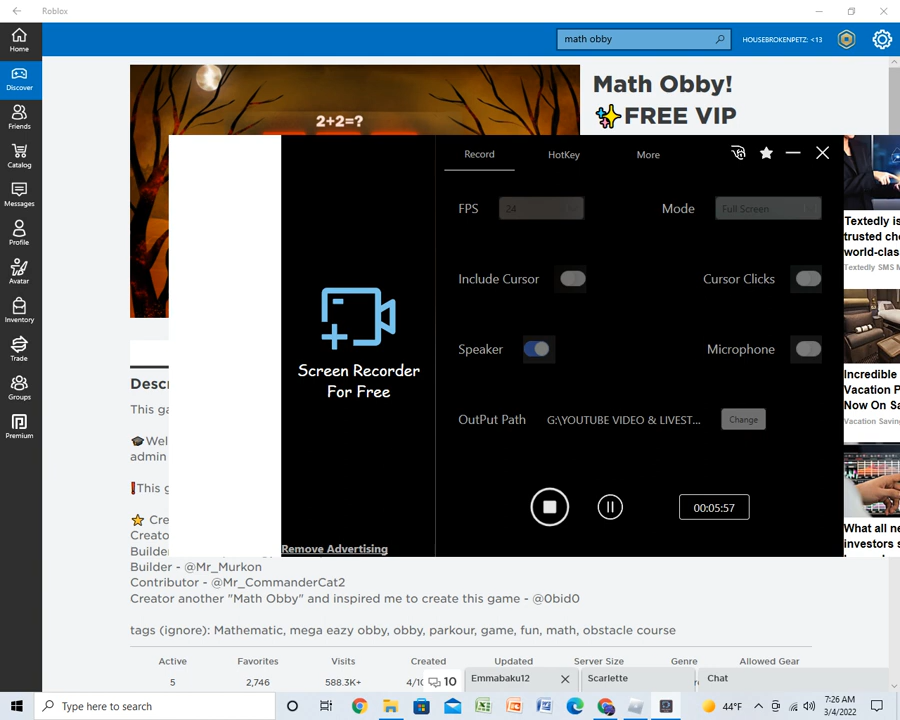 Roblox
Home
Discover
Friends
Catalog
Messages
Profile
Avatar
Inventory
Trade
Groups
Premium
math obby
HOUSEBROKENPETZ: <13
2+2=?
Math Obby!
✨FREE VIP
Record
HotKey
More
FPS
24
Mode
Full Screen
Include Cursor
Cursor Clicks
Speaker
Microphone
OutPut Path
G:\YOUTUBE VIDEO & LIVEST...
Change
00:05:57
Screen Recorder
For Free
Remove Advertising
Textedly is
trusted
world-clas
Textedly SMS
Incredible
Vacation
Now On Sa
Vacation
What all
investors
Descr
This ga
🎓Wel
admin
❗This g
⭐ Cre
Creato
Builde
Builder - @Mr_Murkon
Contributor - @Mr_CommanderCat2
Creator another "Math Obby" and inspired me to create this game - @0bid0
tags (ignore): Mathematic, mega eazy obby, obby, parkour, game, fun, math, obstacle course
Active
Favorites
Visits
Created
Updated
Server Size
Genre
Allowed Gear
5
2,746
588.3K+
4/10
10
Emmabaku12
Scarlette
Chat
Type here to search
44°F
7:26 AM
3/4/2022